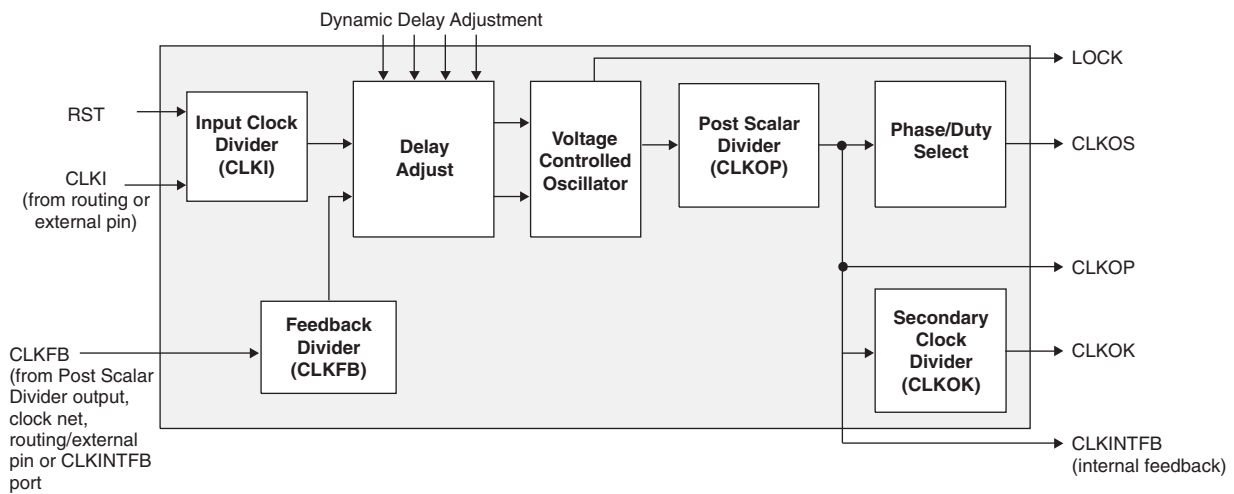 Dynamic Delay Adjustment
LOCK
RST
Input Clock
Divider
(CLKI)
Delay
Adjust
Voltage
Controlled
Oscillator
Post Scalar
Divider
(CLKOP)
Phase/Duty
Select
CLKOS
CLKI
(from routing or
external pin)
CLKOP
Feedback
Divider
(CLKFB)
Secondary
Clock
Divider
(CLKOK)
CLKOK
CLKFB
(from Post Scalar
Divider output,
clock net,
routing/external
pin or CLKINTFB
port
CLKINTFB
(internal feedback)